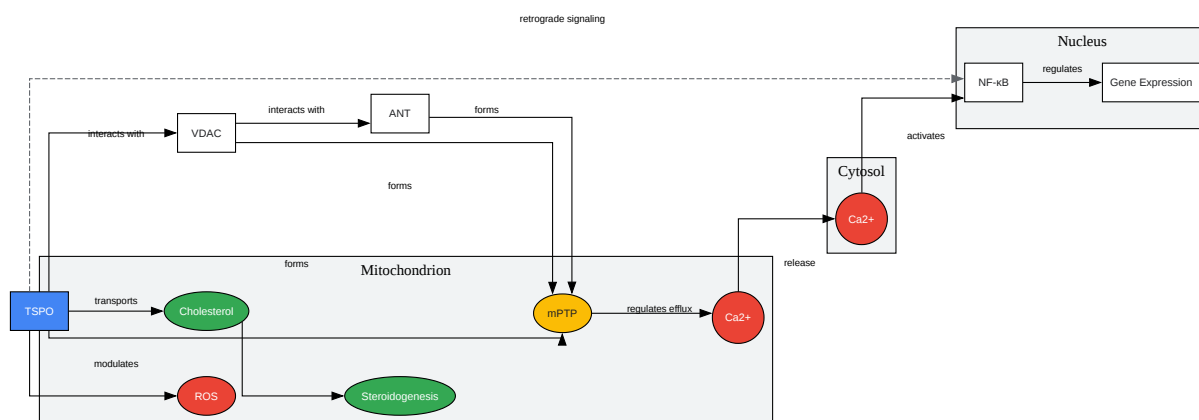 retrograde signaling
Nucleus
NF-κB
regulates
Gene Expression
interacts with
VDAC
interacts with
ANT
forms
activates
forms
Cytosol
Ca2+
release
forms
Mitochondrion
TSPO
transports
Cholesterol
mPTP
regulates efflux
Ca2+
modulates
ROS
Steroidogenesis